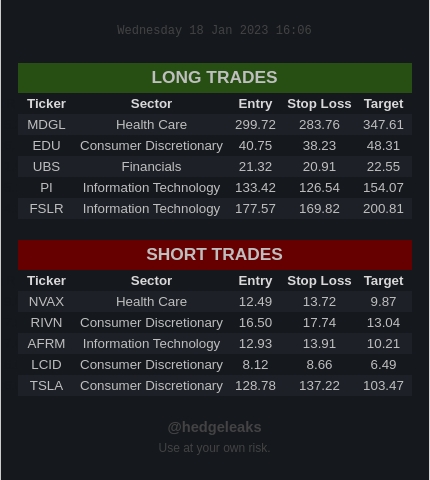 Wednesday 18 Jan 2023 16:06
LONG TRADES
Ticker Sector Entry Stop Loss Target
MDGL Health Care 299.72 283.76 347.61
EDU Consumer Discretionary 40.75 38.23 48.31
UBS Financials 21.32 20.91 22.55
PI Information Technology 133.42 126.54 154.07
FSLR Information Technology 177.57 169.82 200.81
SHORT TRADES
Ticker Sector Entry Stop Loss Target
NVAX Health Care 12.49 13.72 9.87
RIVN Consumer Discretionary 16.50 17.74 13.04
AFRM Information Technology 12.93 13.91 10.21
LCID Consumer Discretionary 8.12 8.66 6.49
TSLA Consumer Discretionary 128.78 137.22 103.47
@hedgeleaks
Use at your own risk.